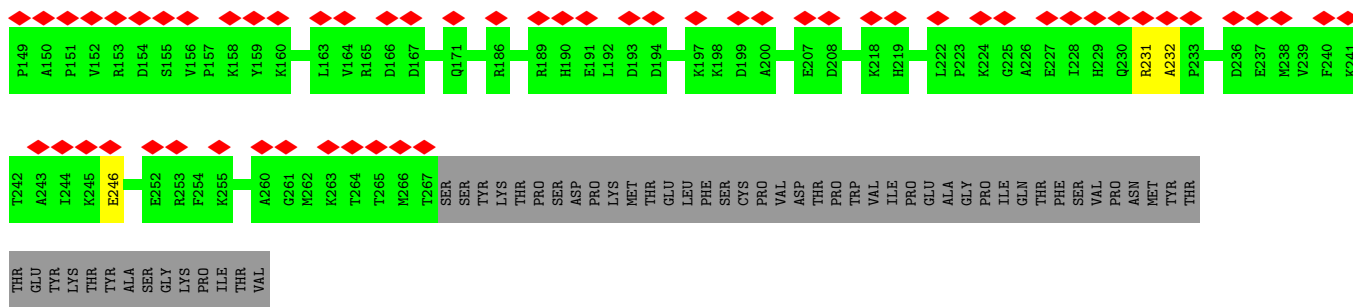 P149 A150 P151 V152 R153 D154 S155 V156 P157 K158 Y159 K160 L163 V164 R165 D166 D167 Q171 R186 R189 H190 E191 L192 D193 D194 K197 K198 D199 A200 E207 D208 K218 H219 L222 P223 K224 G225 A226 E227 I228 H229 Q230 R231 A232 P233 D236 E237 M238 V239 F240 K241
T242 A243 I244 K245 E246 E252 R253 F254 K255 A260 G261 M262 K263 T264 T265 M266 T267 SER SER TYR LYS THR PRO SER ASP PRO LYS MET THR GLU LEU PHE SER CYS PRO VAL ASP THR PRO TRP VAL ILE PRO GLU ALA GLY PRO ILE GLN THR PHE SER VAL PRO ASN MET TYR THR
THR GLU TYR LYS THR TYR ALA SER GLY LYS PRO ILE THR VAL